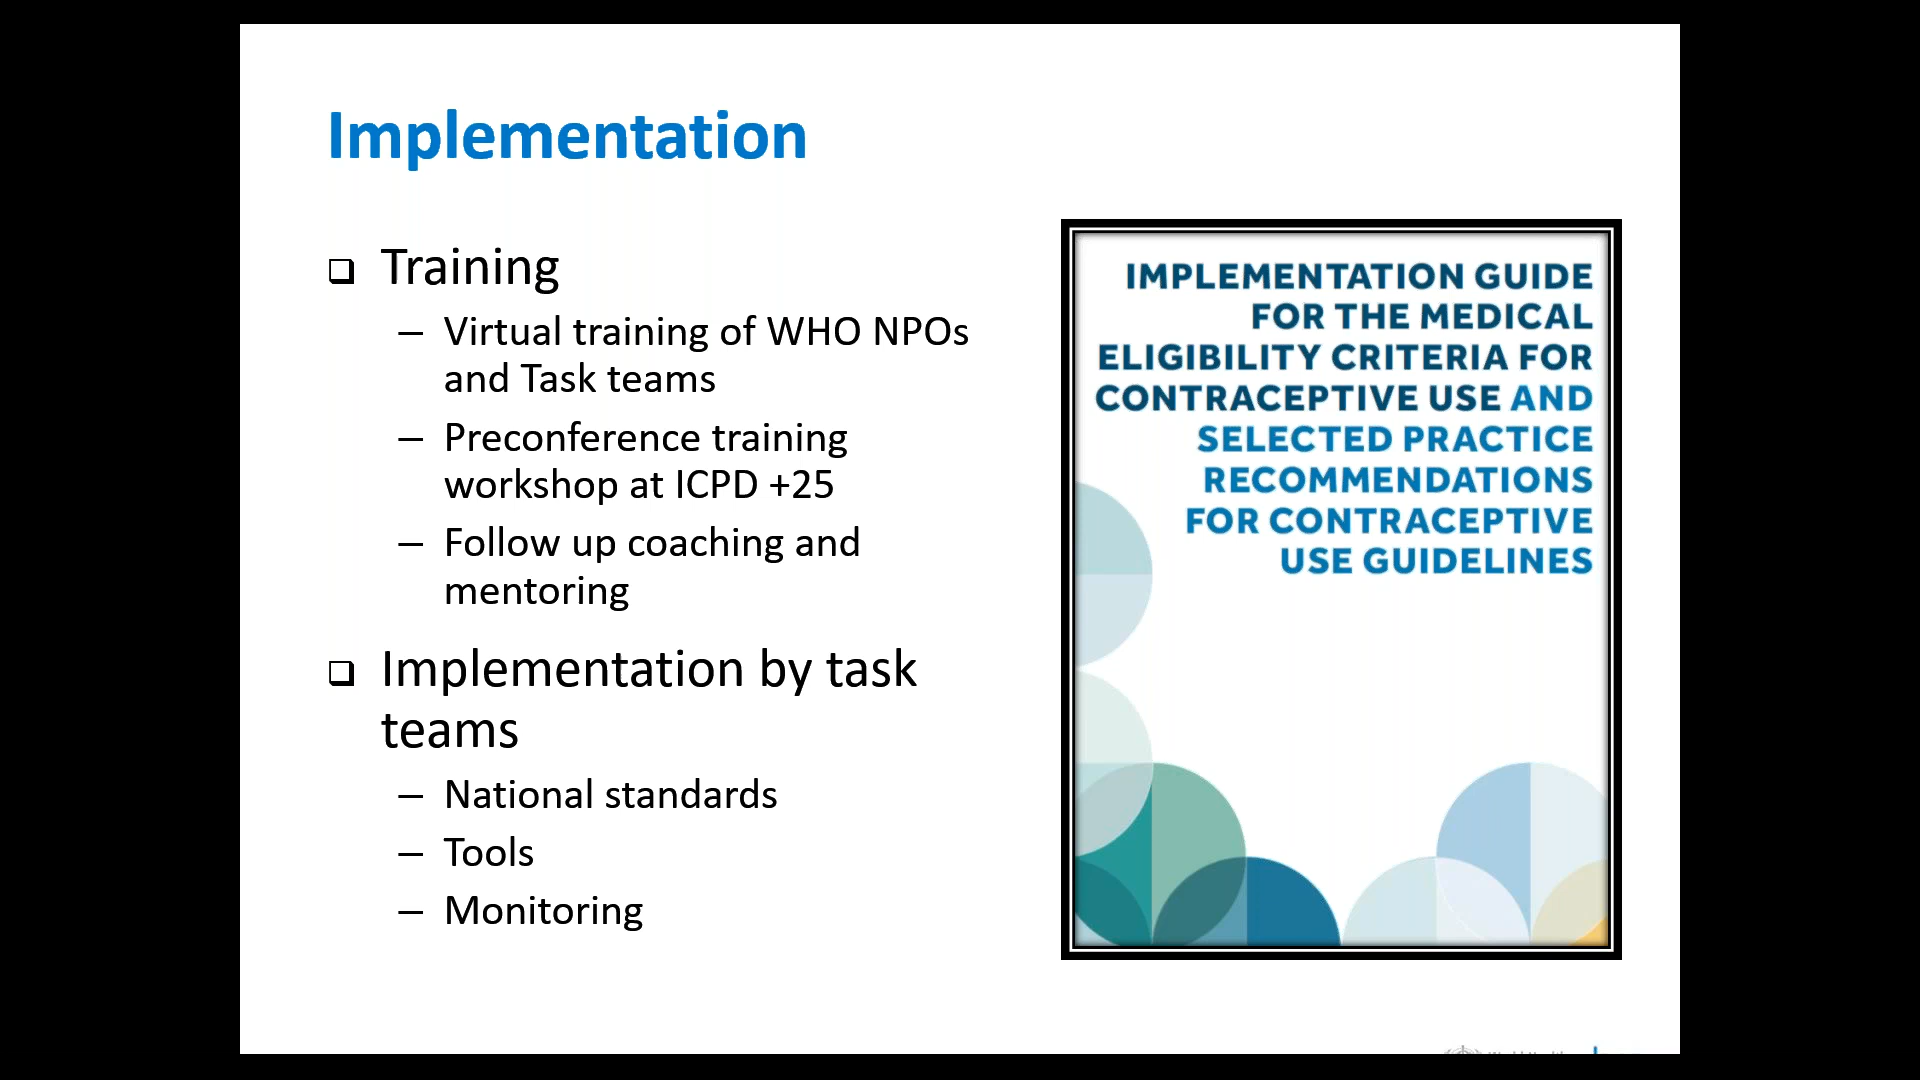 Implementation
❑ Training
– Virtual training of WHO NPOs
and Task teams
– Preconference training
workshop at ICPD +25
– Follow up coaching and
mentoring
❑ Implementation by task
teams
– National standards
– Tools
– Monitoring
IMPLEMENTATION GUIDE
FOR THE MEDICAL
ELIGIBILITY CRITERIA FOR
CONTRACEPTIVE USE AND
SELECTED PRACTICE
RECOMMENDATIONS
FOR CONTRACEPTIVE
USE GUIDELINES